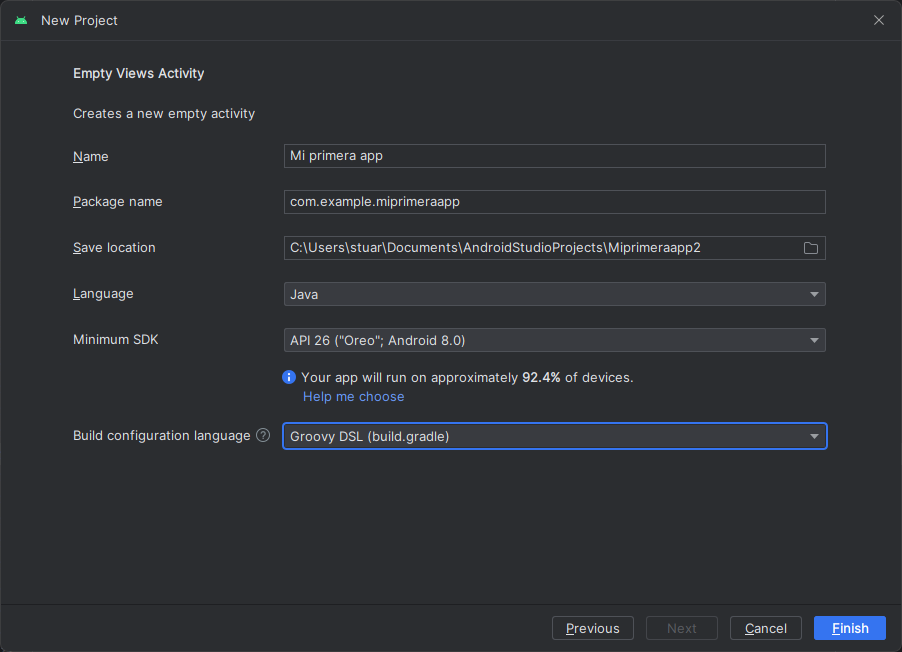 New Project
Empty Views Activity
Creates a new empty activity
Name
Mi primera app
Package name
com.example.miprimeraapp
Save location
C:\Users\stuar\Documents\AndroidStudioProjects\Miprimeraapp2
Language
Java
Minimum SDK
API 26 ("Oreo"; Android 8.0)
Your app will run on approximately 92.4% of devices.
Help me choose
Build configuration language
Groovy DSL (build.gradle)
Previous
Next
Cancel
Finish